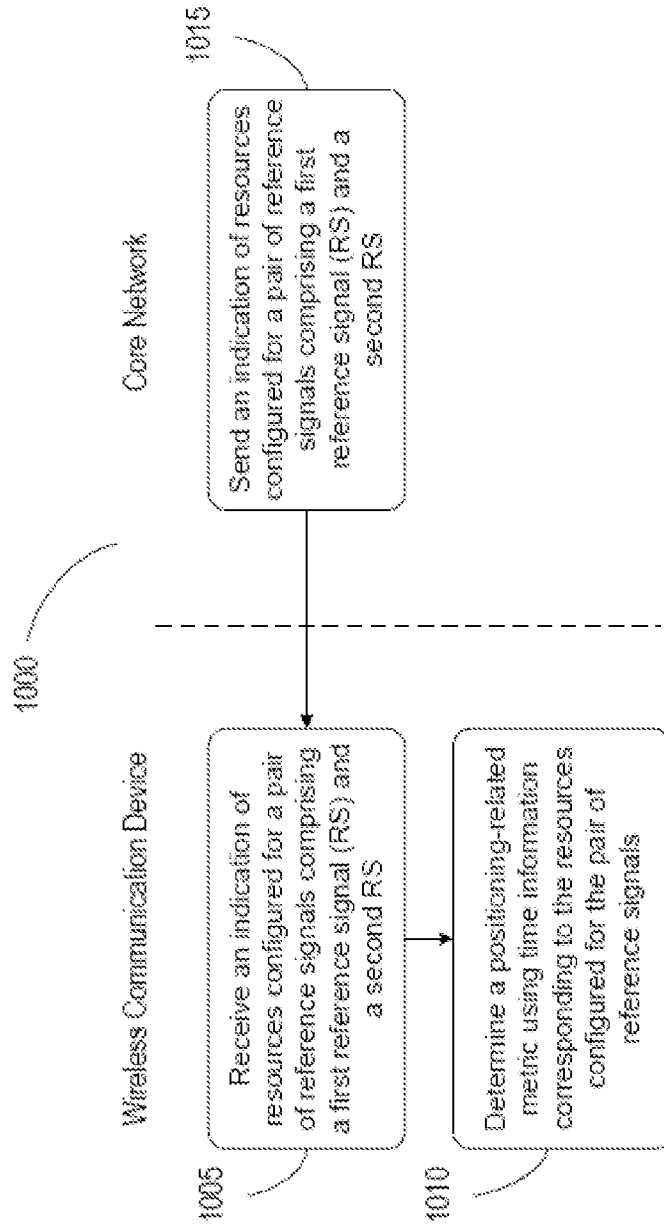 1000
Wireless Communication Device
Core Network
1005
Receive an indication of
resources configured for a pair
of reference signals comprising
a first reference signal (RS) and
a second RS
1015
Send an indication of resources
configured for a pair of reference
signals comprising a first
reference signal (RS) and a
second RS
1010
Determine a positioning-related
metric using time information
corresponding to the resources
configured for the pair of
reference signals